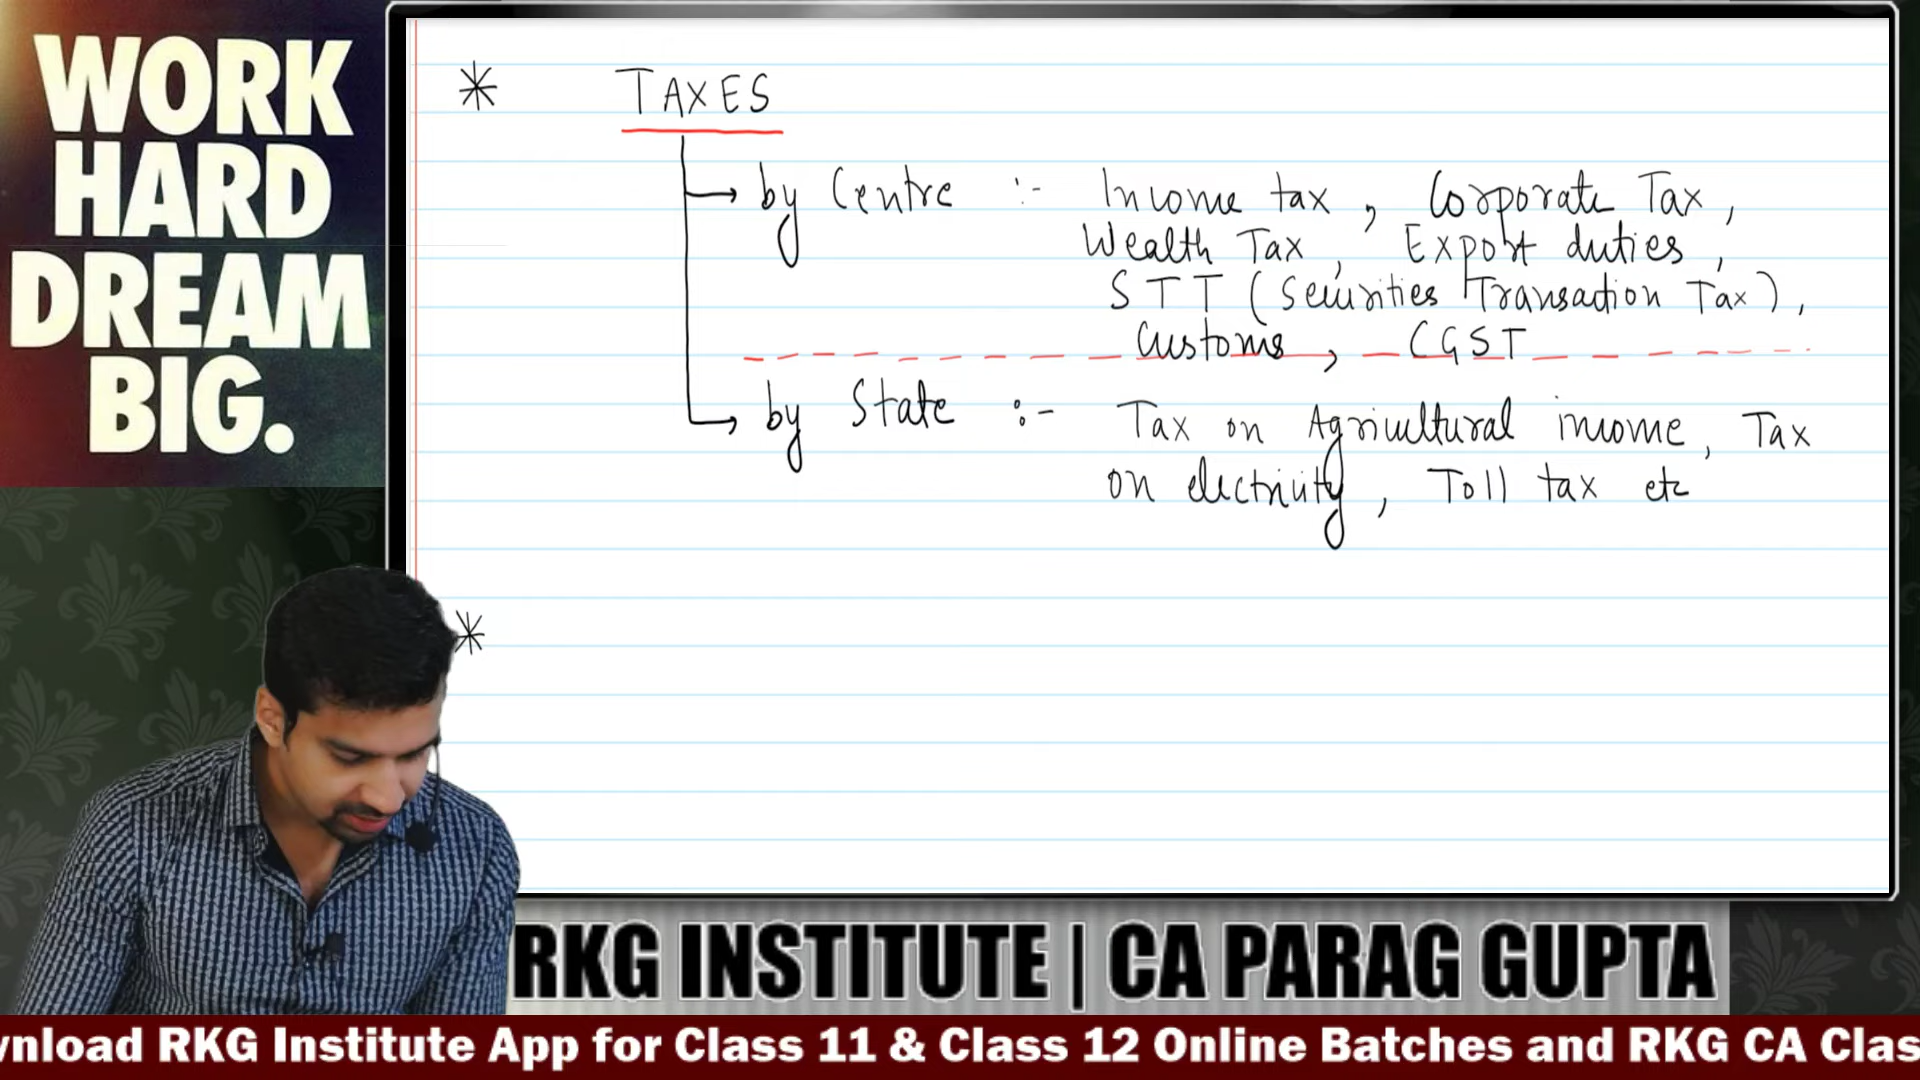 WORK
HARD
DREAM
BIG.
* TAXES
by Centre :- Income tax, Corporate Tax,
Wealth Tax, Export duties,
STT (Securities Transaction Tax),
Customs, CGST
by State :- Tax on Agricultural income, Tax
on electricity, Toll tax etc
*
RKG INSTITUTE | CA PARAG GUPTA
wnload RKG Institute App for Class 11 & Class 12 Online Batches and RKG CA Clas